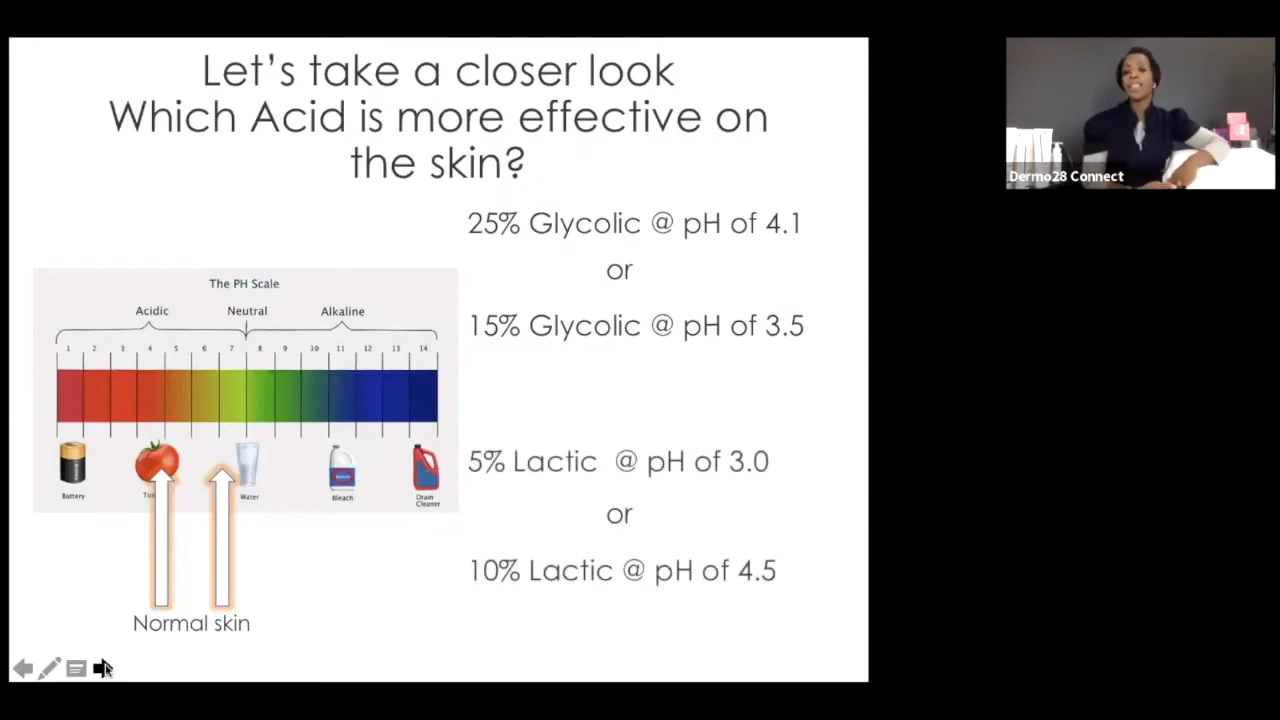 Let's take a closer look
Which Acid is more effective on
the skin?
25% Glycolic @ pH of 4.1
or
15% Glycolic @ pH of 3.5
5% Lactic @ pH of 3.0
or
10% Lactic @ pH of 4.5
The PH Scale
Acidic Neutral Alkaline
1 2 3 4 5 6 7 8 9 10 11 12 13 14
Battery Water Bleach Drain
Cleaner
Normal skin
Dermo28 Connect